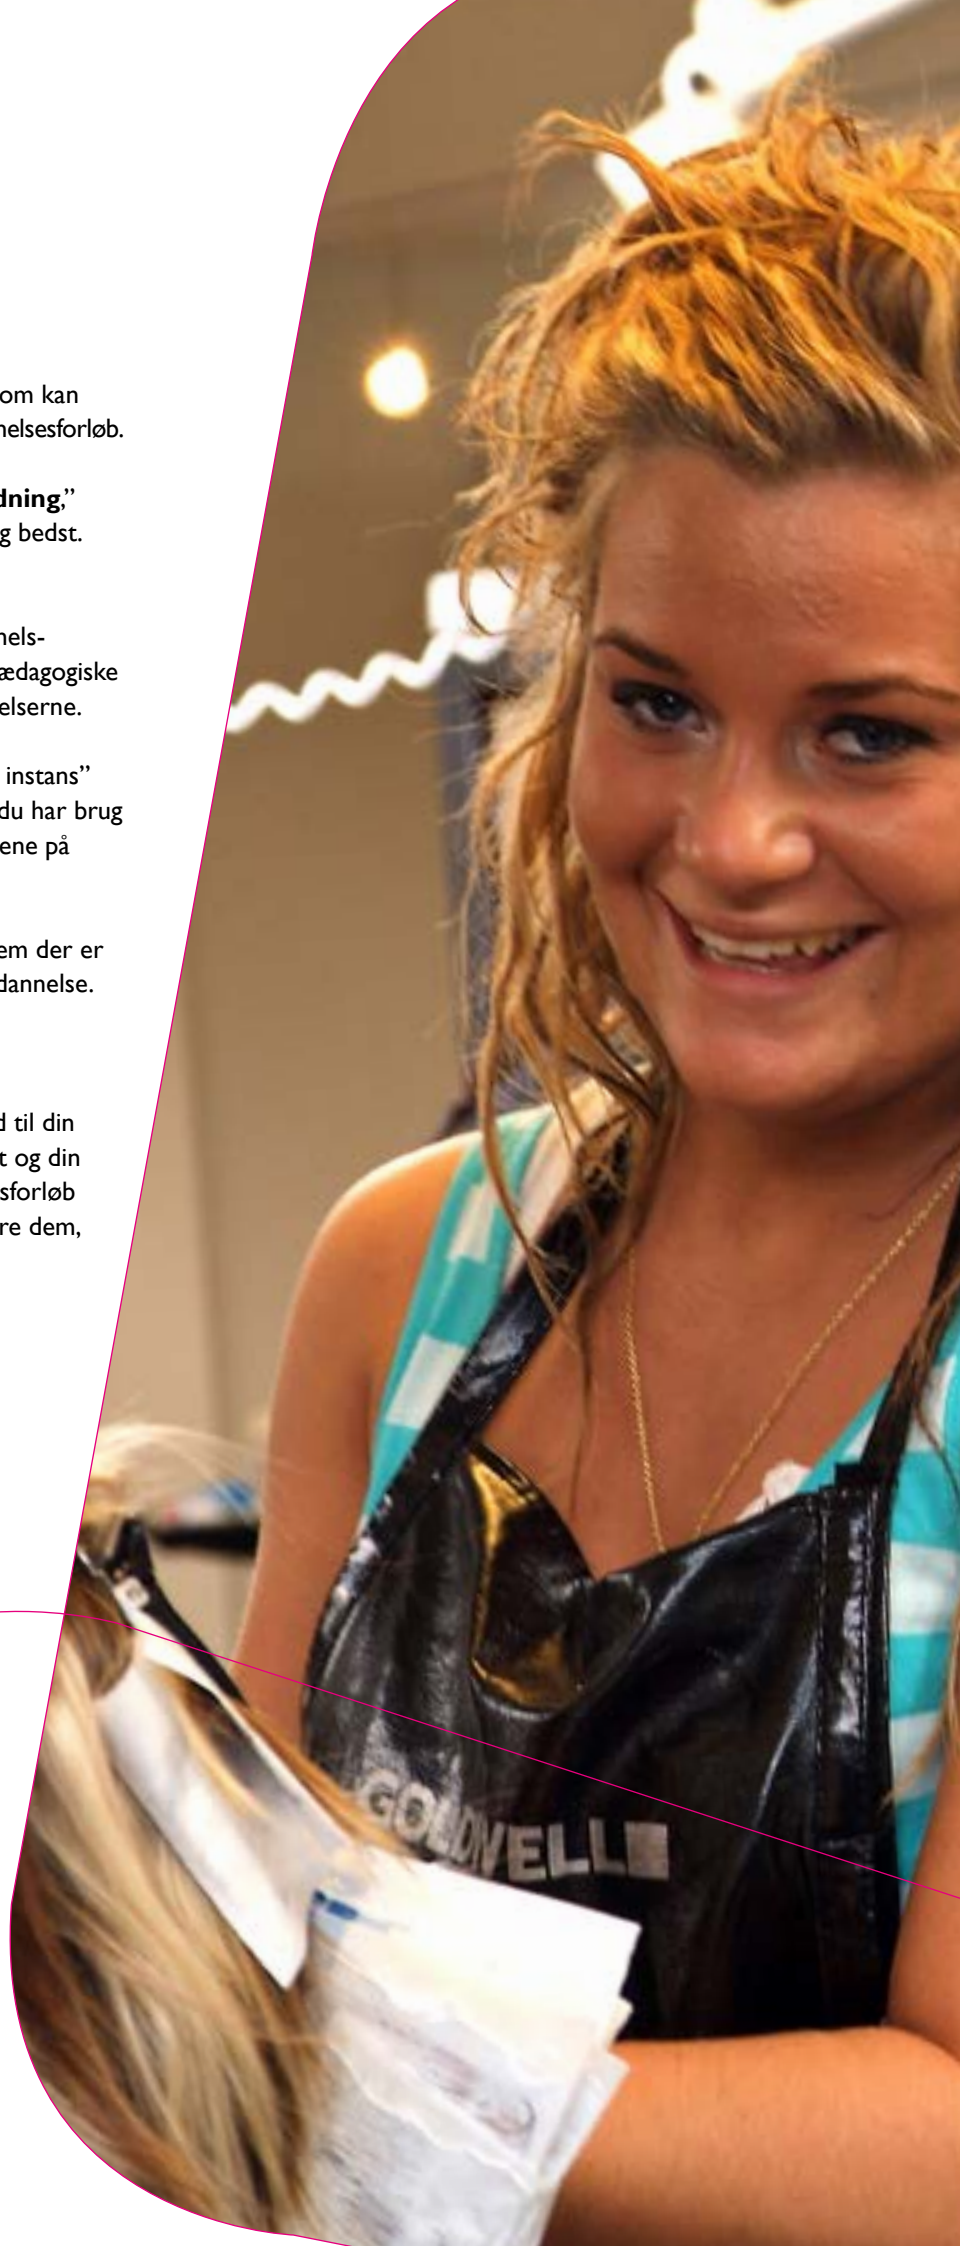 om kan
nelsesforløb.
dning,”
g bedst.
nels-
ædagogiske
elserne.
instans”
du har brug
ene på
em der er
dannelse.
d til din
t og din
sforløb
re dem,
GOLDWELL